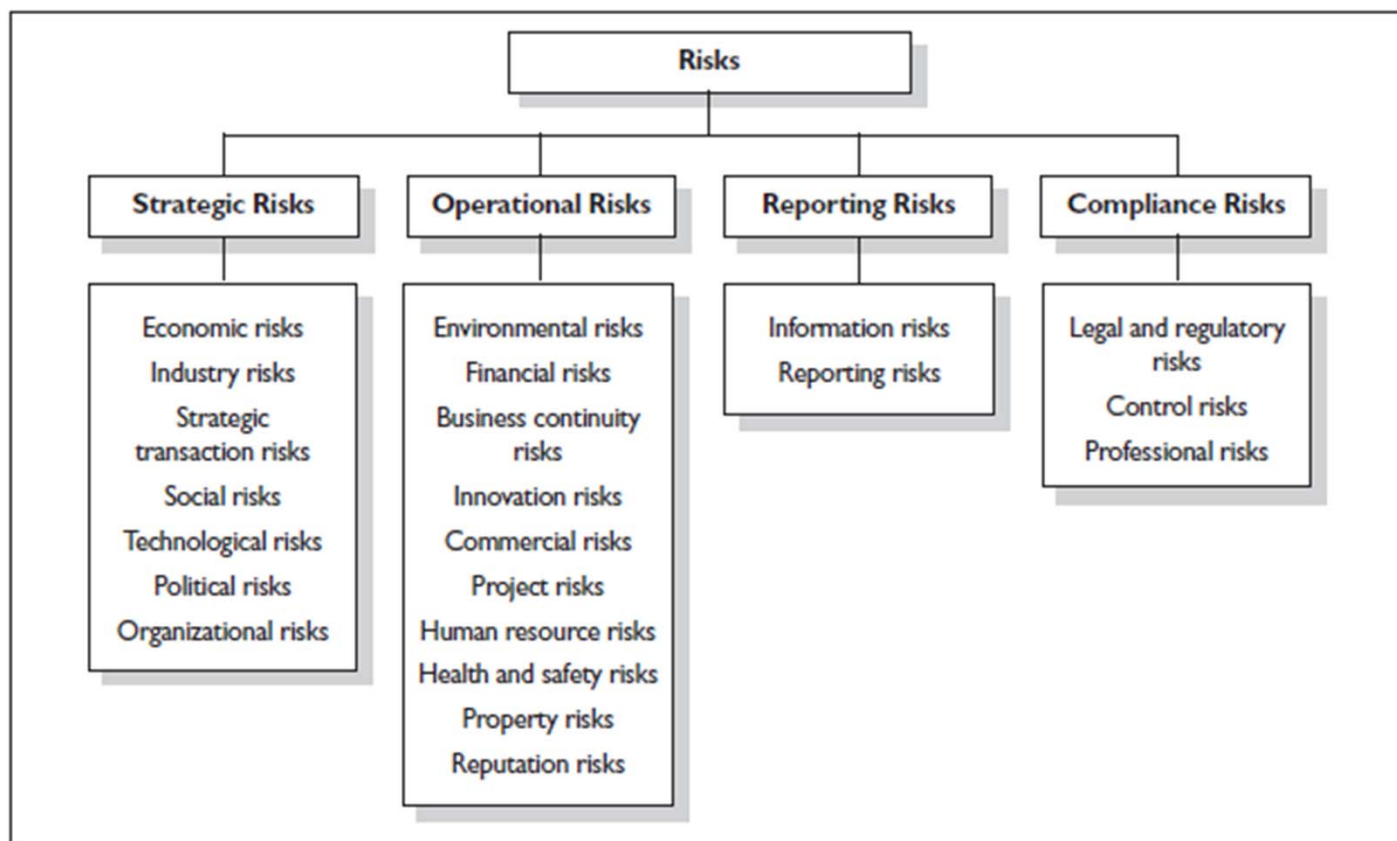 Risks
Strategic Risks
Operational Risks
Reporting Risks
Compliance Risks
Economic risks
Industry risks
Strategic
transaction risks
Social risks
Technological risks
Political risks
Organizational risks
Environmental risks
Financial risks
Business continuity
risks
Innovation risks
Commercial risks
Project risks
Human resource risks
Health and safety risks
Property risks
Reputation risks
Information risks
Reporting risks
Legal and regulatory
risks
Control risks
Professional risks